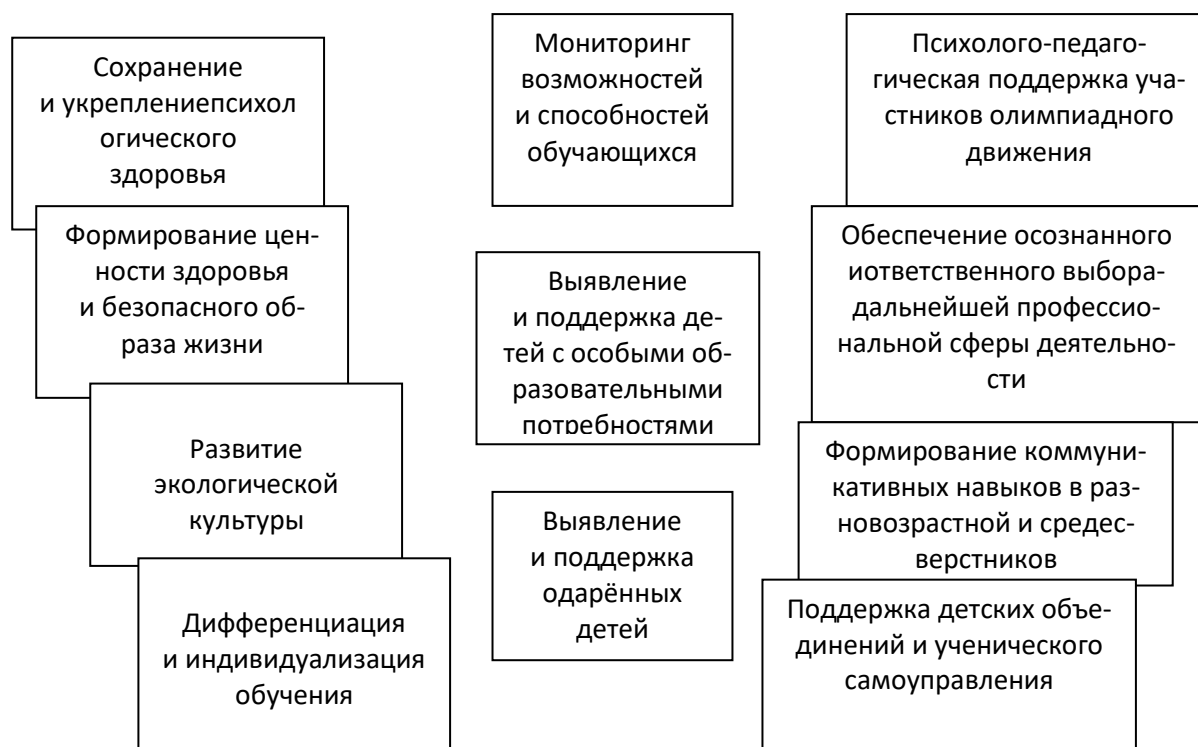 Сохранение
и укреплениепсихол
огического
здоровья
Формирование цен-
ности здоровья
и безопасного об-
раза жизни
Развитие
экологической
культуры
Дифференциация
и индивидуализация
обучения
Мониторинг
возможностей
и способностей
обучающихся
Выявление
и поддержка де-
тей с особыми об-
разовательными
потребностями
Выявление
и поддержка
одарённых
детей
Психолого-педаго-
гическая поддержка уча-
стников олимпиадного
движения
Обеспечение осознанного
иответственного выбора-
дальнейшей профессио-
нальной сферы деятельно-
сти
Формирование коммуни-
кативных навыков в раз-
новозрастной и средес-
верстников
Поддержка детских объе-
динений и ученического
самоуправления